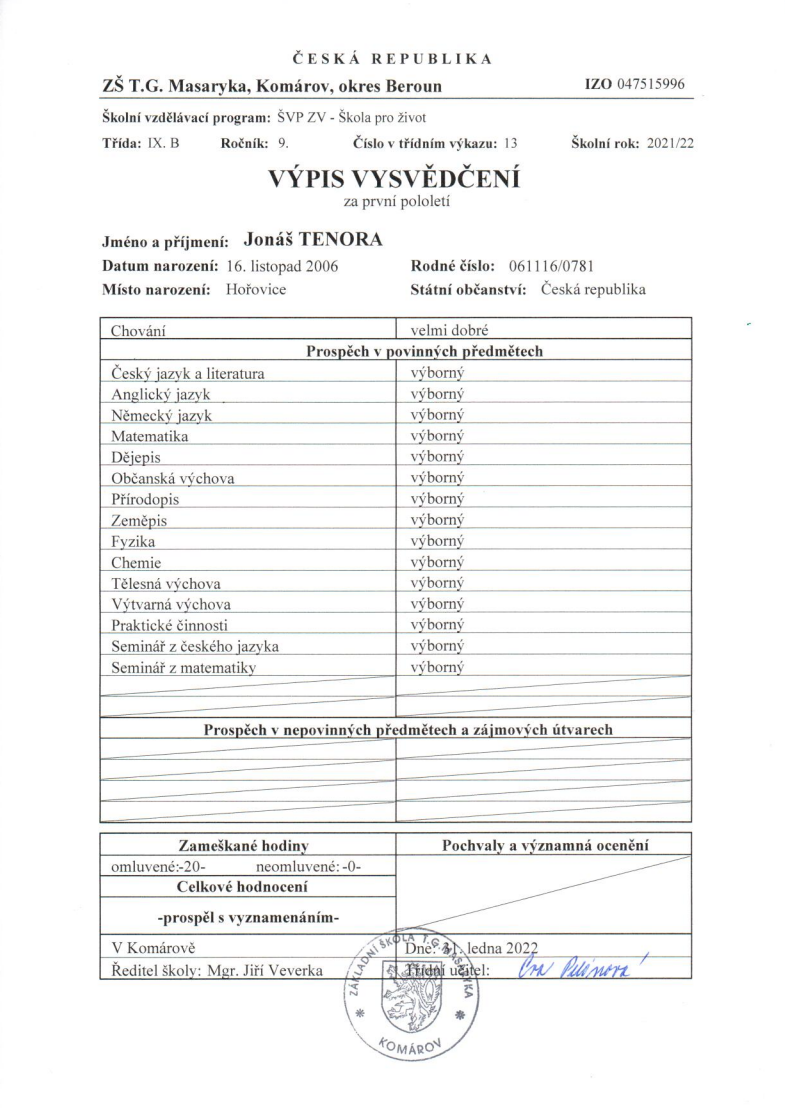 ČESKÁ REPUBLIKA
ZŠ T.G. Masaryka, Komárov, okres Beroun IZO 047515996
Školní vzdělávací program: ŠVP ZV - Škola pro život
Třída: IX. B Ročník: 9. Číslo v třídním výkazu: 13 Školní rok: 2021/22
VÝPIS VYSVĚDČENÍ
za první pololetí
Jméno a příjmení: Jonáš TENORA
Datum narození: 16. listopad 2006 Rodné číslo: 061116/0781
Místo narození: Hořovice Státní občanství: Česká republika
Chování velmi dobré
Prospěch v povinných předmětech
Český jazyk a literatura výborný
Anglický jazyk výborný
Německý jazyk výborný
Matematika výborný
Dějepis výborný
Občanská výchova výborný
Přírodopis výborný
Zeměpis výborný
Fyzika výborný
Chemie výborný
Tělesná výchova výborný
Výtvarná výchova výborný
Praktické činnosti výborný
Seminář z českého jazyka výborný
Seminář z matematiky výborný
Prospěch v nepovinných předmětech a zájmových útvarech
Zameškané hodiny Pochvaly a významná ocenění
omluvené:-20- neomluvené: -0-
Celkové hodnocení
-prospěl s vyznamenáním-
V Komárově Dne: 31. ledna 2022
Ředitel školy: Mgr. Jiří Veverka Třídní učitel:
ZÁKLADNÍ ŠKOLA T.G. MASARYKA
KOMÁROV